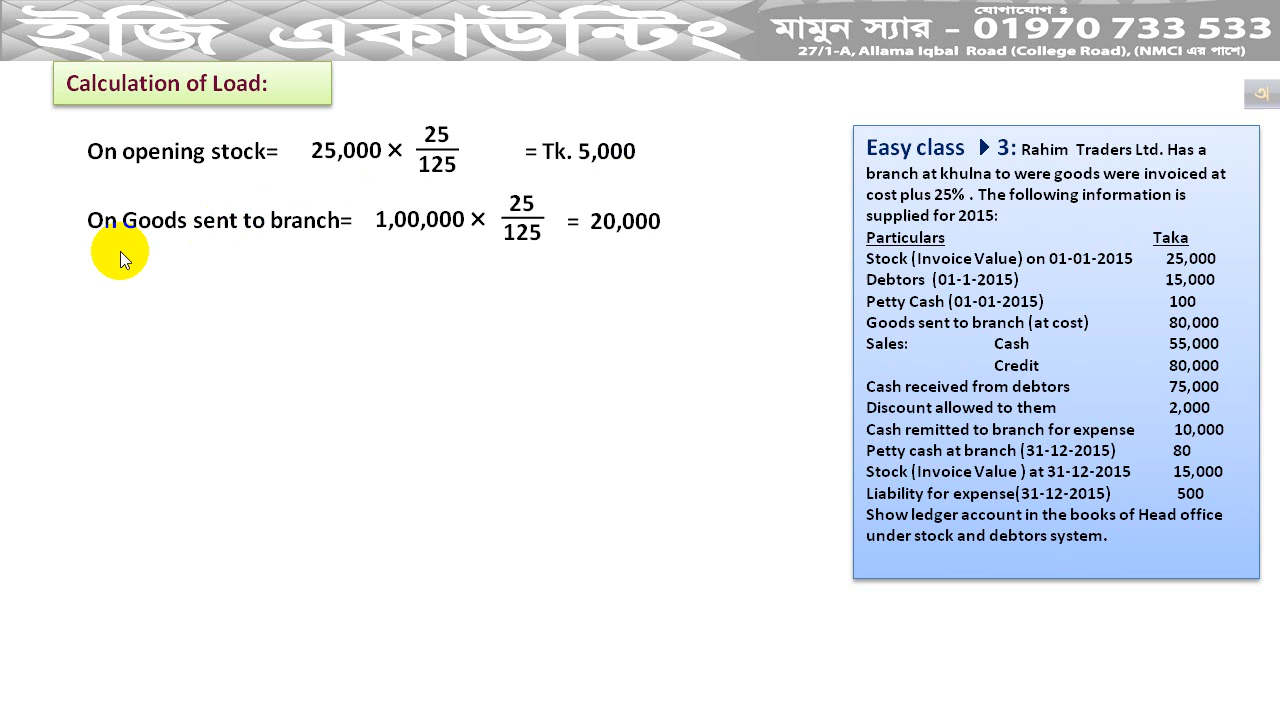 ইজি একাউন্টিং
যোগাযোগ ঃ
মামুন স্যার – 01970 733 533
27/1-A, Allama Iqbal Road (College Road), (NMCI এর পাশে)
Calculation of Load:
অ
On opening stock= 25,000 × 25/125 = Tk. 5,000
On Goods sent to branch= 1,00,000 × 25/125 = 20,000
Easy class 3: Rahim Traders Ltd. Has a
branch at khulna to were goods were invoiced at
cost plus 25% . The following information is
supplied for 2015:
Particulars Taka
Stock (Invoice Value) on 01-01-2015 25,000
Debtors (01-1-2015) 15,000
Petty Cash (01-01-2015) 100
Goods sent to branch (at cost) 80,000
Sales: Cash 55,000
Credit 80,000
Cash received from debtors 75,000
Discount allowed to them 2,000
Cash remitted to branch for expense 10,000
Petty cash at branch (31-12-2015) 80
Stock (Invoice Value ) at 31-12-2015 15,000
Liability for expense(31-12-2015) 500
Show ledger account in the books of Head office
under stock and debtors system.